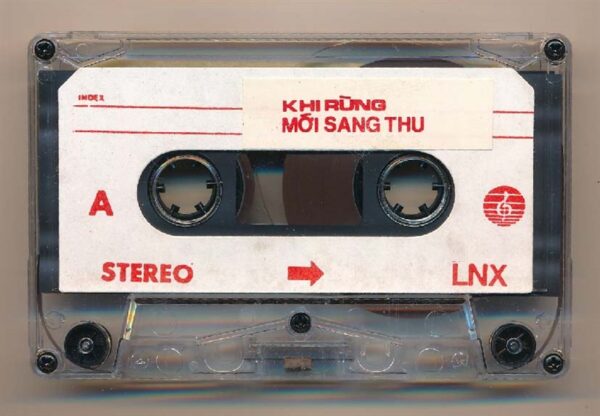 INDEX
KHI RỪNG
MỚI SANG THU
A
STEREO
LNX